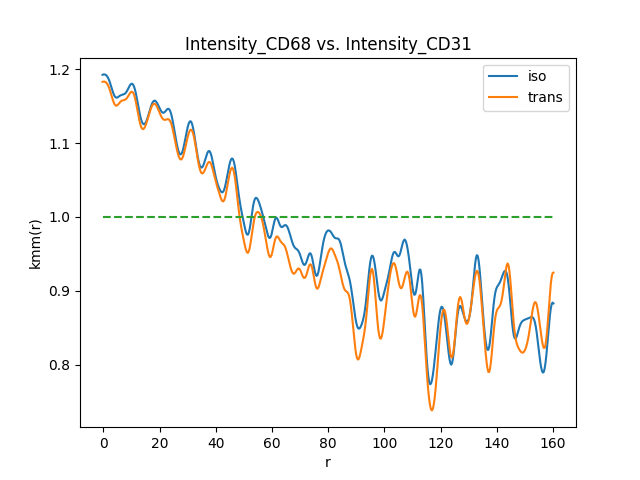 Intensity_CD68 vs. Intensity_CD31
iso
trans
1.2
1.1
1.0
0.9
0.8
kmm(r)
0 20 40 60 80 100 120 140 160
r